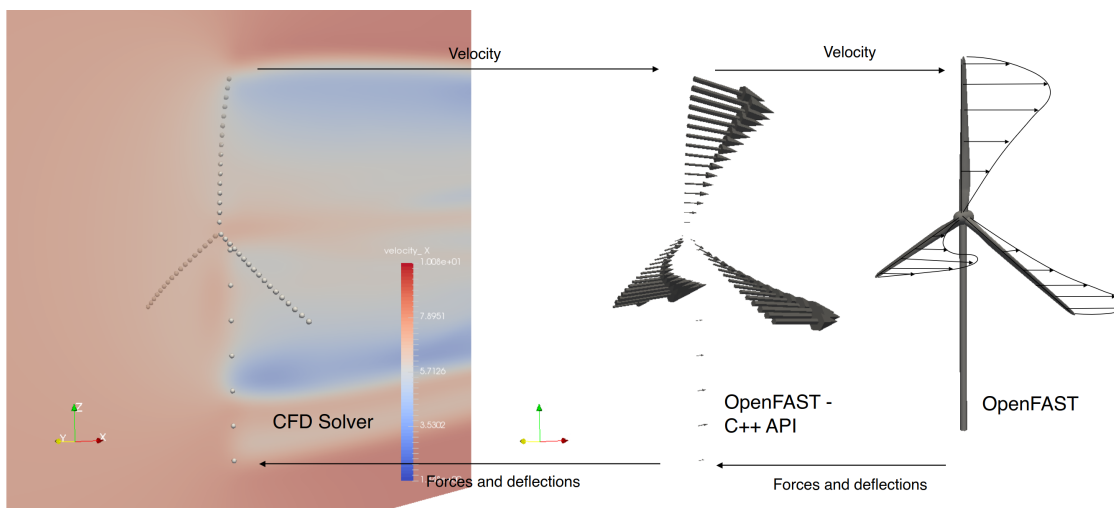 Velocity
Velocity
velocity_ X
1.008e+01
7.8951
5.7126
3.5302
CFD Solver
Z
Y
X
OpenFAST -
C++ API
OpenFAST
Forces and deflections
Forces and deflections